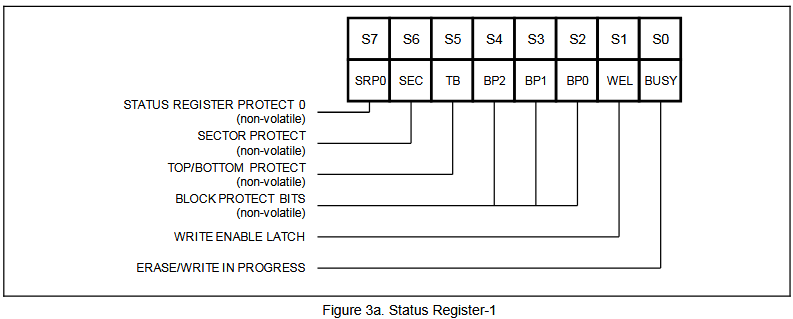 S7 S6 S5 S4 S3 S2 S1 S0
SRP0 SEC TB BP2 BP1 BP0 WEL BUSY
STATUS REGISTER PROTECT 0
(non-volatile)
SECTOR PROTECT
(non-volatile)
TOP/BOTTOM PROTECT
(non-volatile)
BLOCK PROTECT BITS
(non-volatile)
WRITE ENABLE LATCH
ERASE/WRITE IN PROGRESS
Figure 3a. Status Register-1